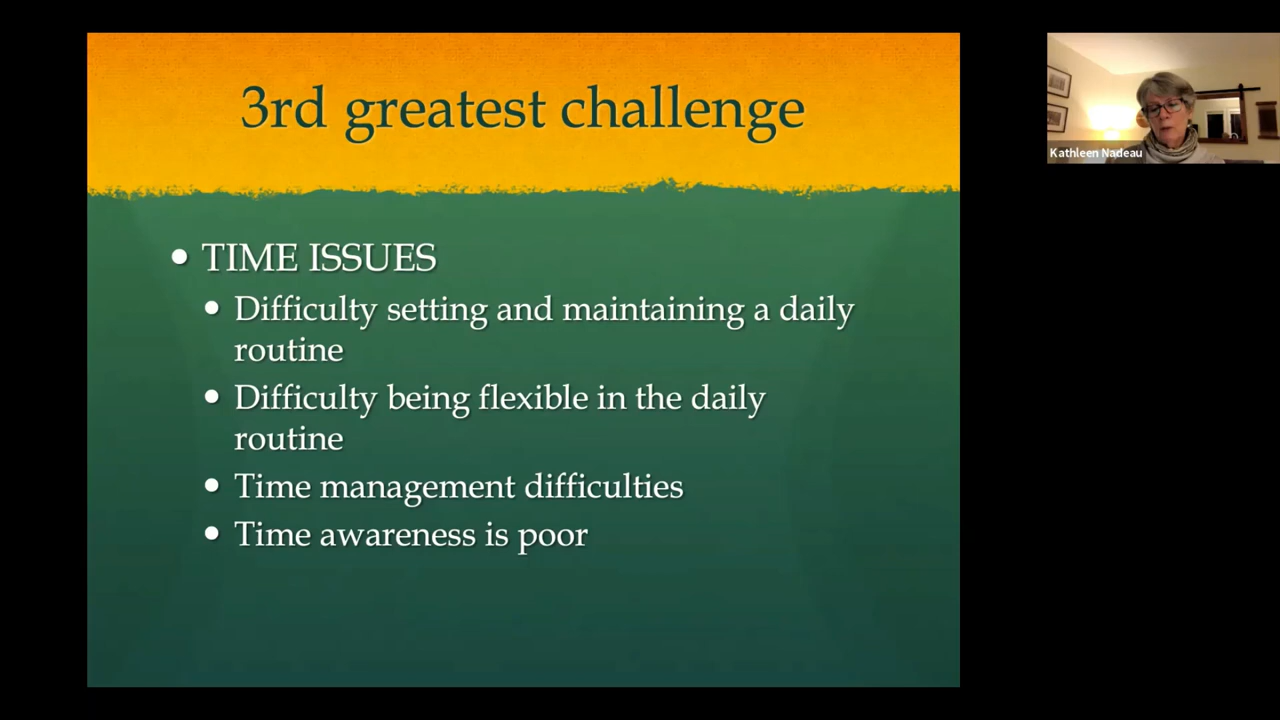 3rd greatest challenge
Kathleen Nadeau
• TIME ISSUES
• Difficulty setting and maintaining a daily
routine
• Difficulty being flexible in the daily
routine
• Time management difficulties
• Time awareness is poor